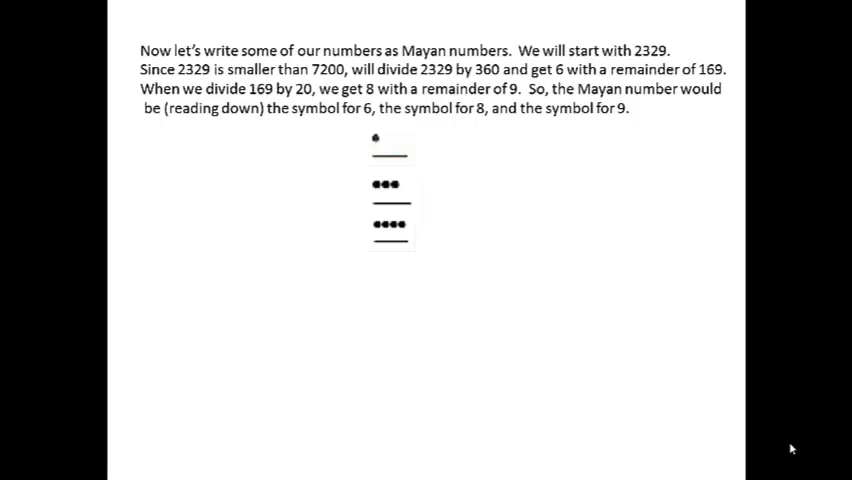 Now let's write some of our numbers as Mayan numbers. We will start with 2329.
Since 2329 is smaller than 7200, will divide 2329 by 360 and get 6 with a remainder of 169.
When we divide 169 by 20, we get 8 with a remainder of 9. So, the Mayan number would
be (reading down) the symbol for 6, the symbol for 8, and the symbol for 9.